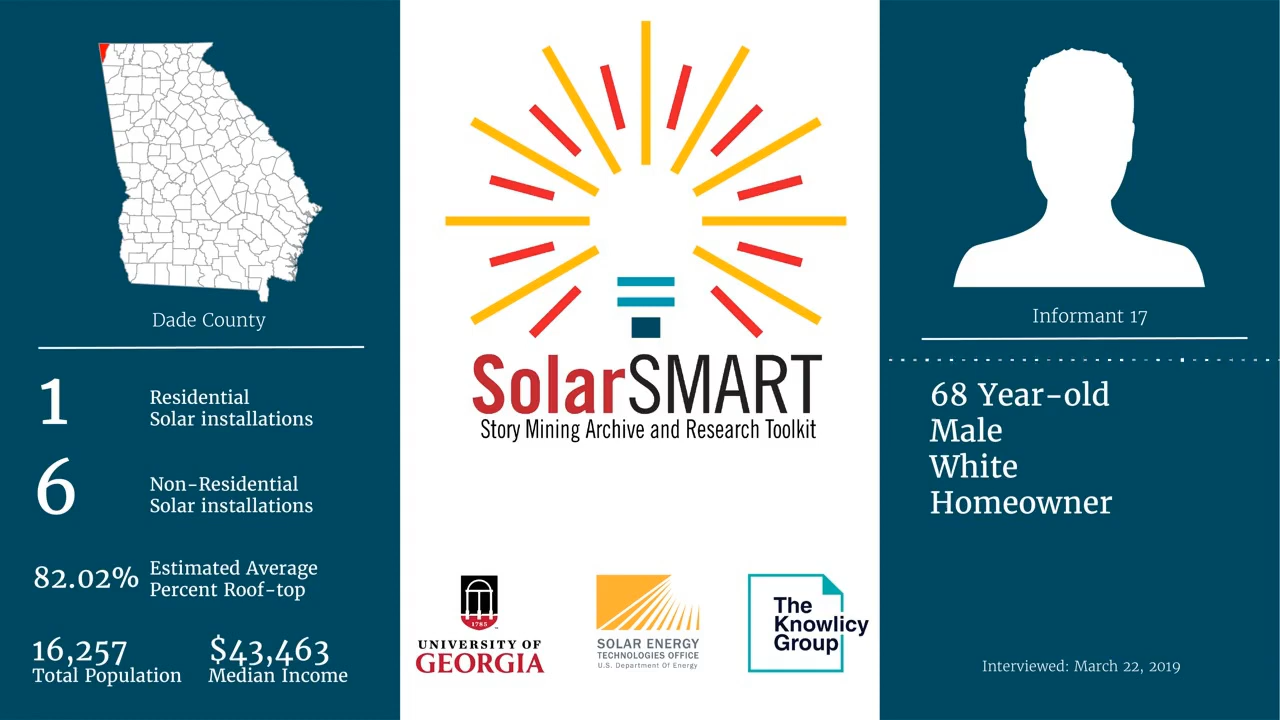 Dade County
1
Residential
Solar installations
6
Non-Residential
Solar installations
82.02%
Estimated Average
Percent Roof-top
16,257
Total Population
$43,463
Median Income
SolarSMART
Story Mining Archive and Research Toolkit
1785
UNIVERSITY OF
GEORGIA
SOLAR ENERGY
TECHNOLOGIES OFFICE
U.S. Department Of Energy
The
Knowlicy
Group
Informant 17
68 Year-old
Male
White
Homeowner
Interviewed: March 22, 2019